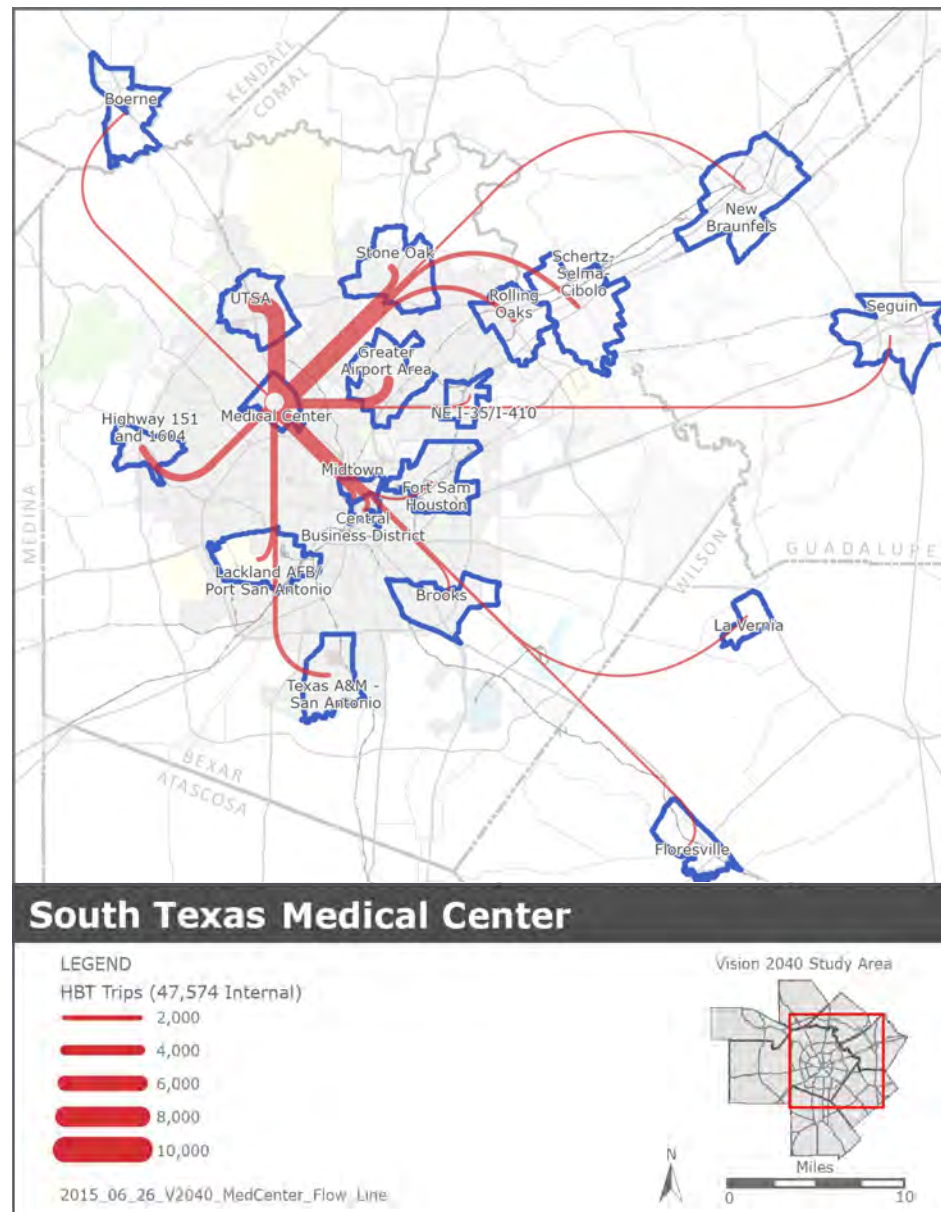 KENDALL
COMAL
Boerne
New
Braunfels
Stone Oak
Schertz-
Selma-
Cibolo
UTSA
Rolling
Oaks
Seguin
Greater
Airport Area
Medical Center
NE I-35/I-410
Highway 151
and 1604
Midtown
Fort Sam
Houston
Central
Business District
MEDINA
WILSON
GUADALUPE
Lackland AFB/
Port San Antonio
Brooks
La Vernia
Texas A&M -
San Antonio
BEXAR
ATASCOSA
Floresville
South Texas Medical Center
LEGEND
HBT Trips (47,574 Internal)
2,000
4,000
6,000
8,000
10,000
2015_06_26_V2040_MedCenter_Flow_Line
Vision 2040 Study Area
N
Miles
0 10